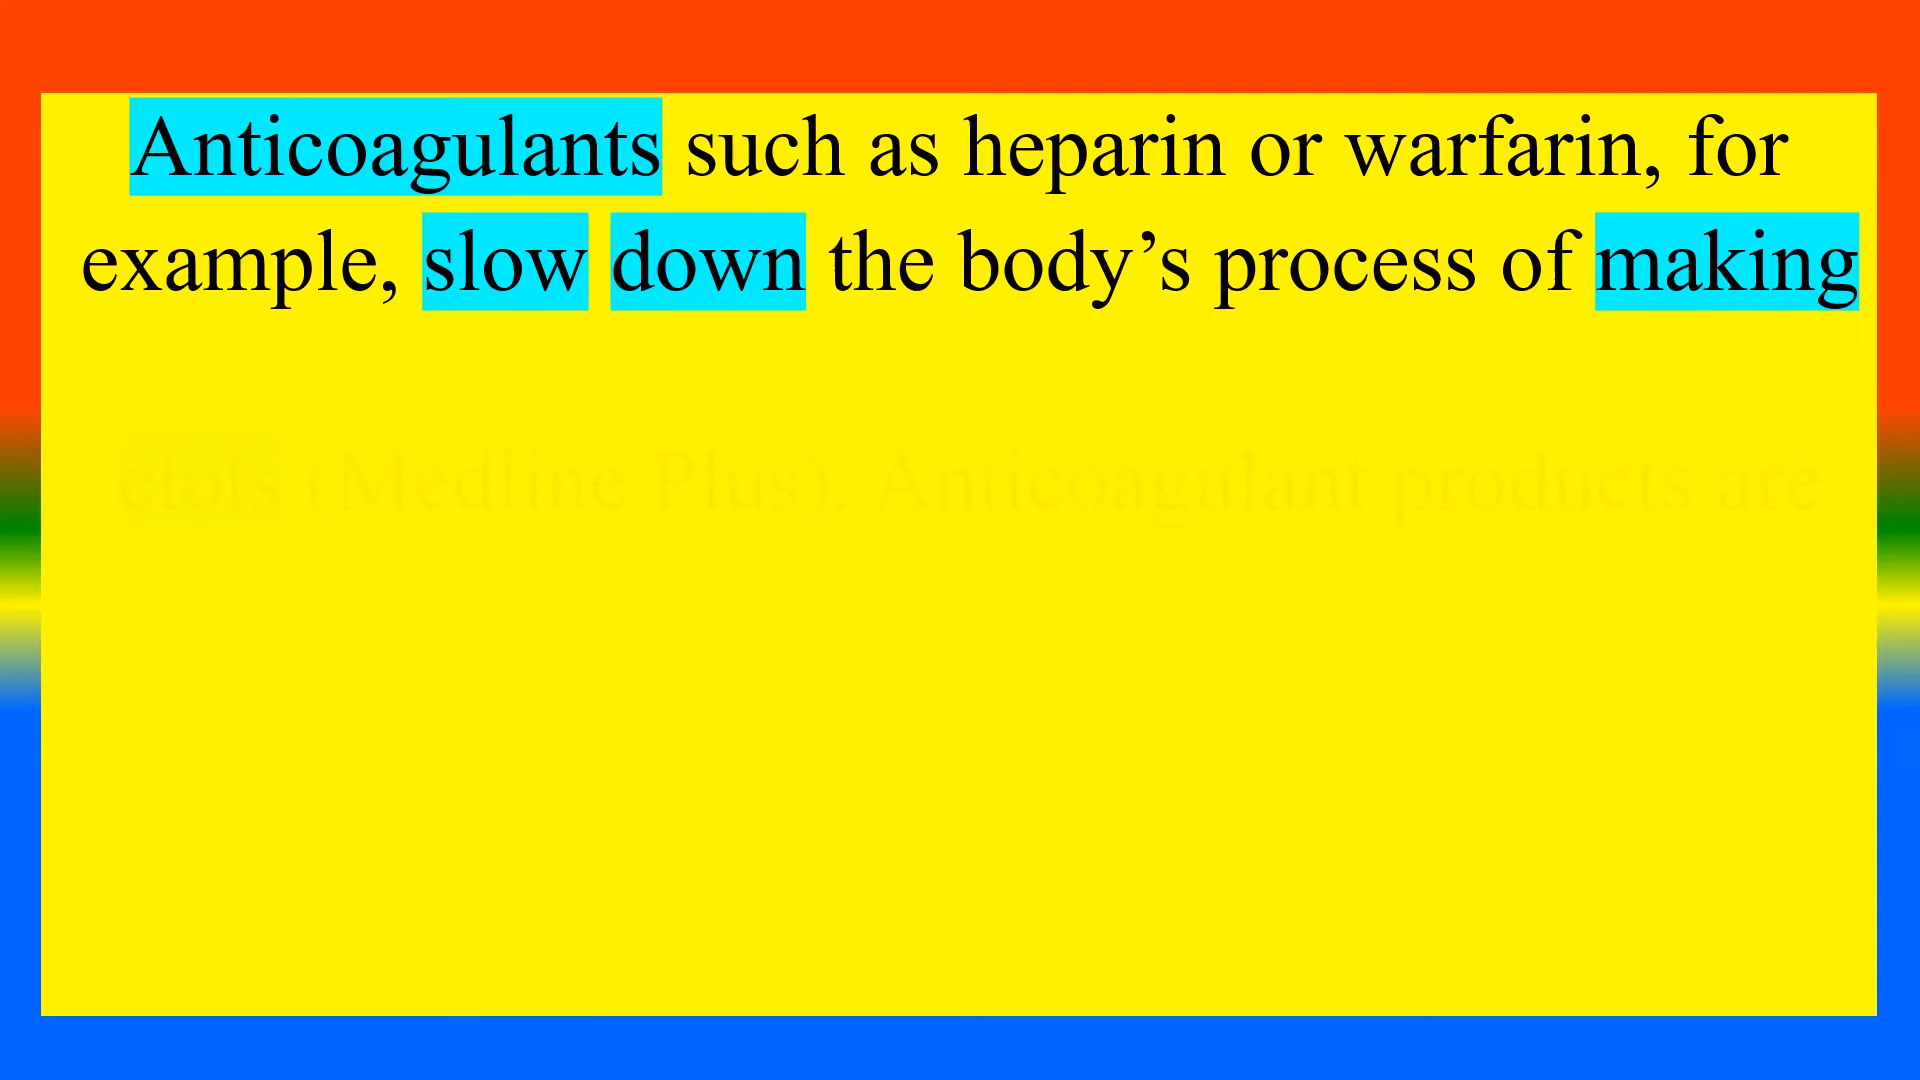 Anticoagulants such as heparin or warfarin, for
example, slow down the body’s process of making
clots (Medline Plus). Anticoagulant products are